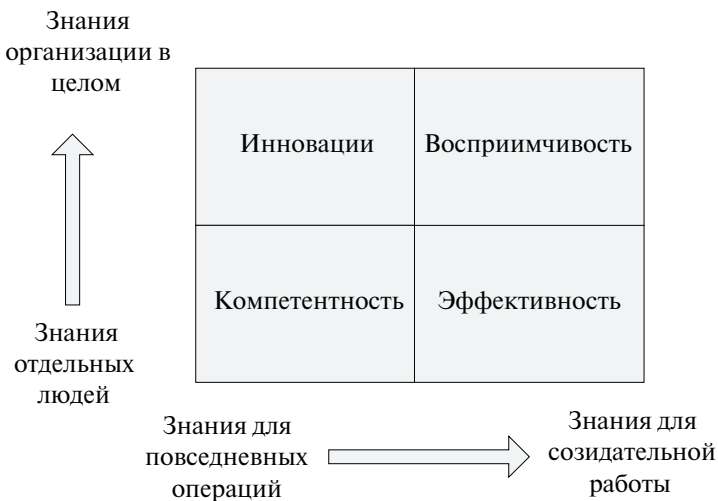 Знания
организации в
целом
Инновации
Восприимчивость
Компетентность
Эффективность
Знания
отдельных
людей
Знания для
повседневных
операций
Знания для
созидательной
работы